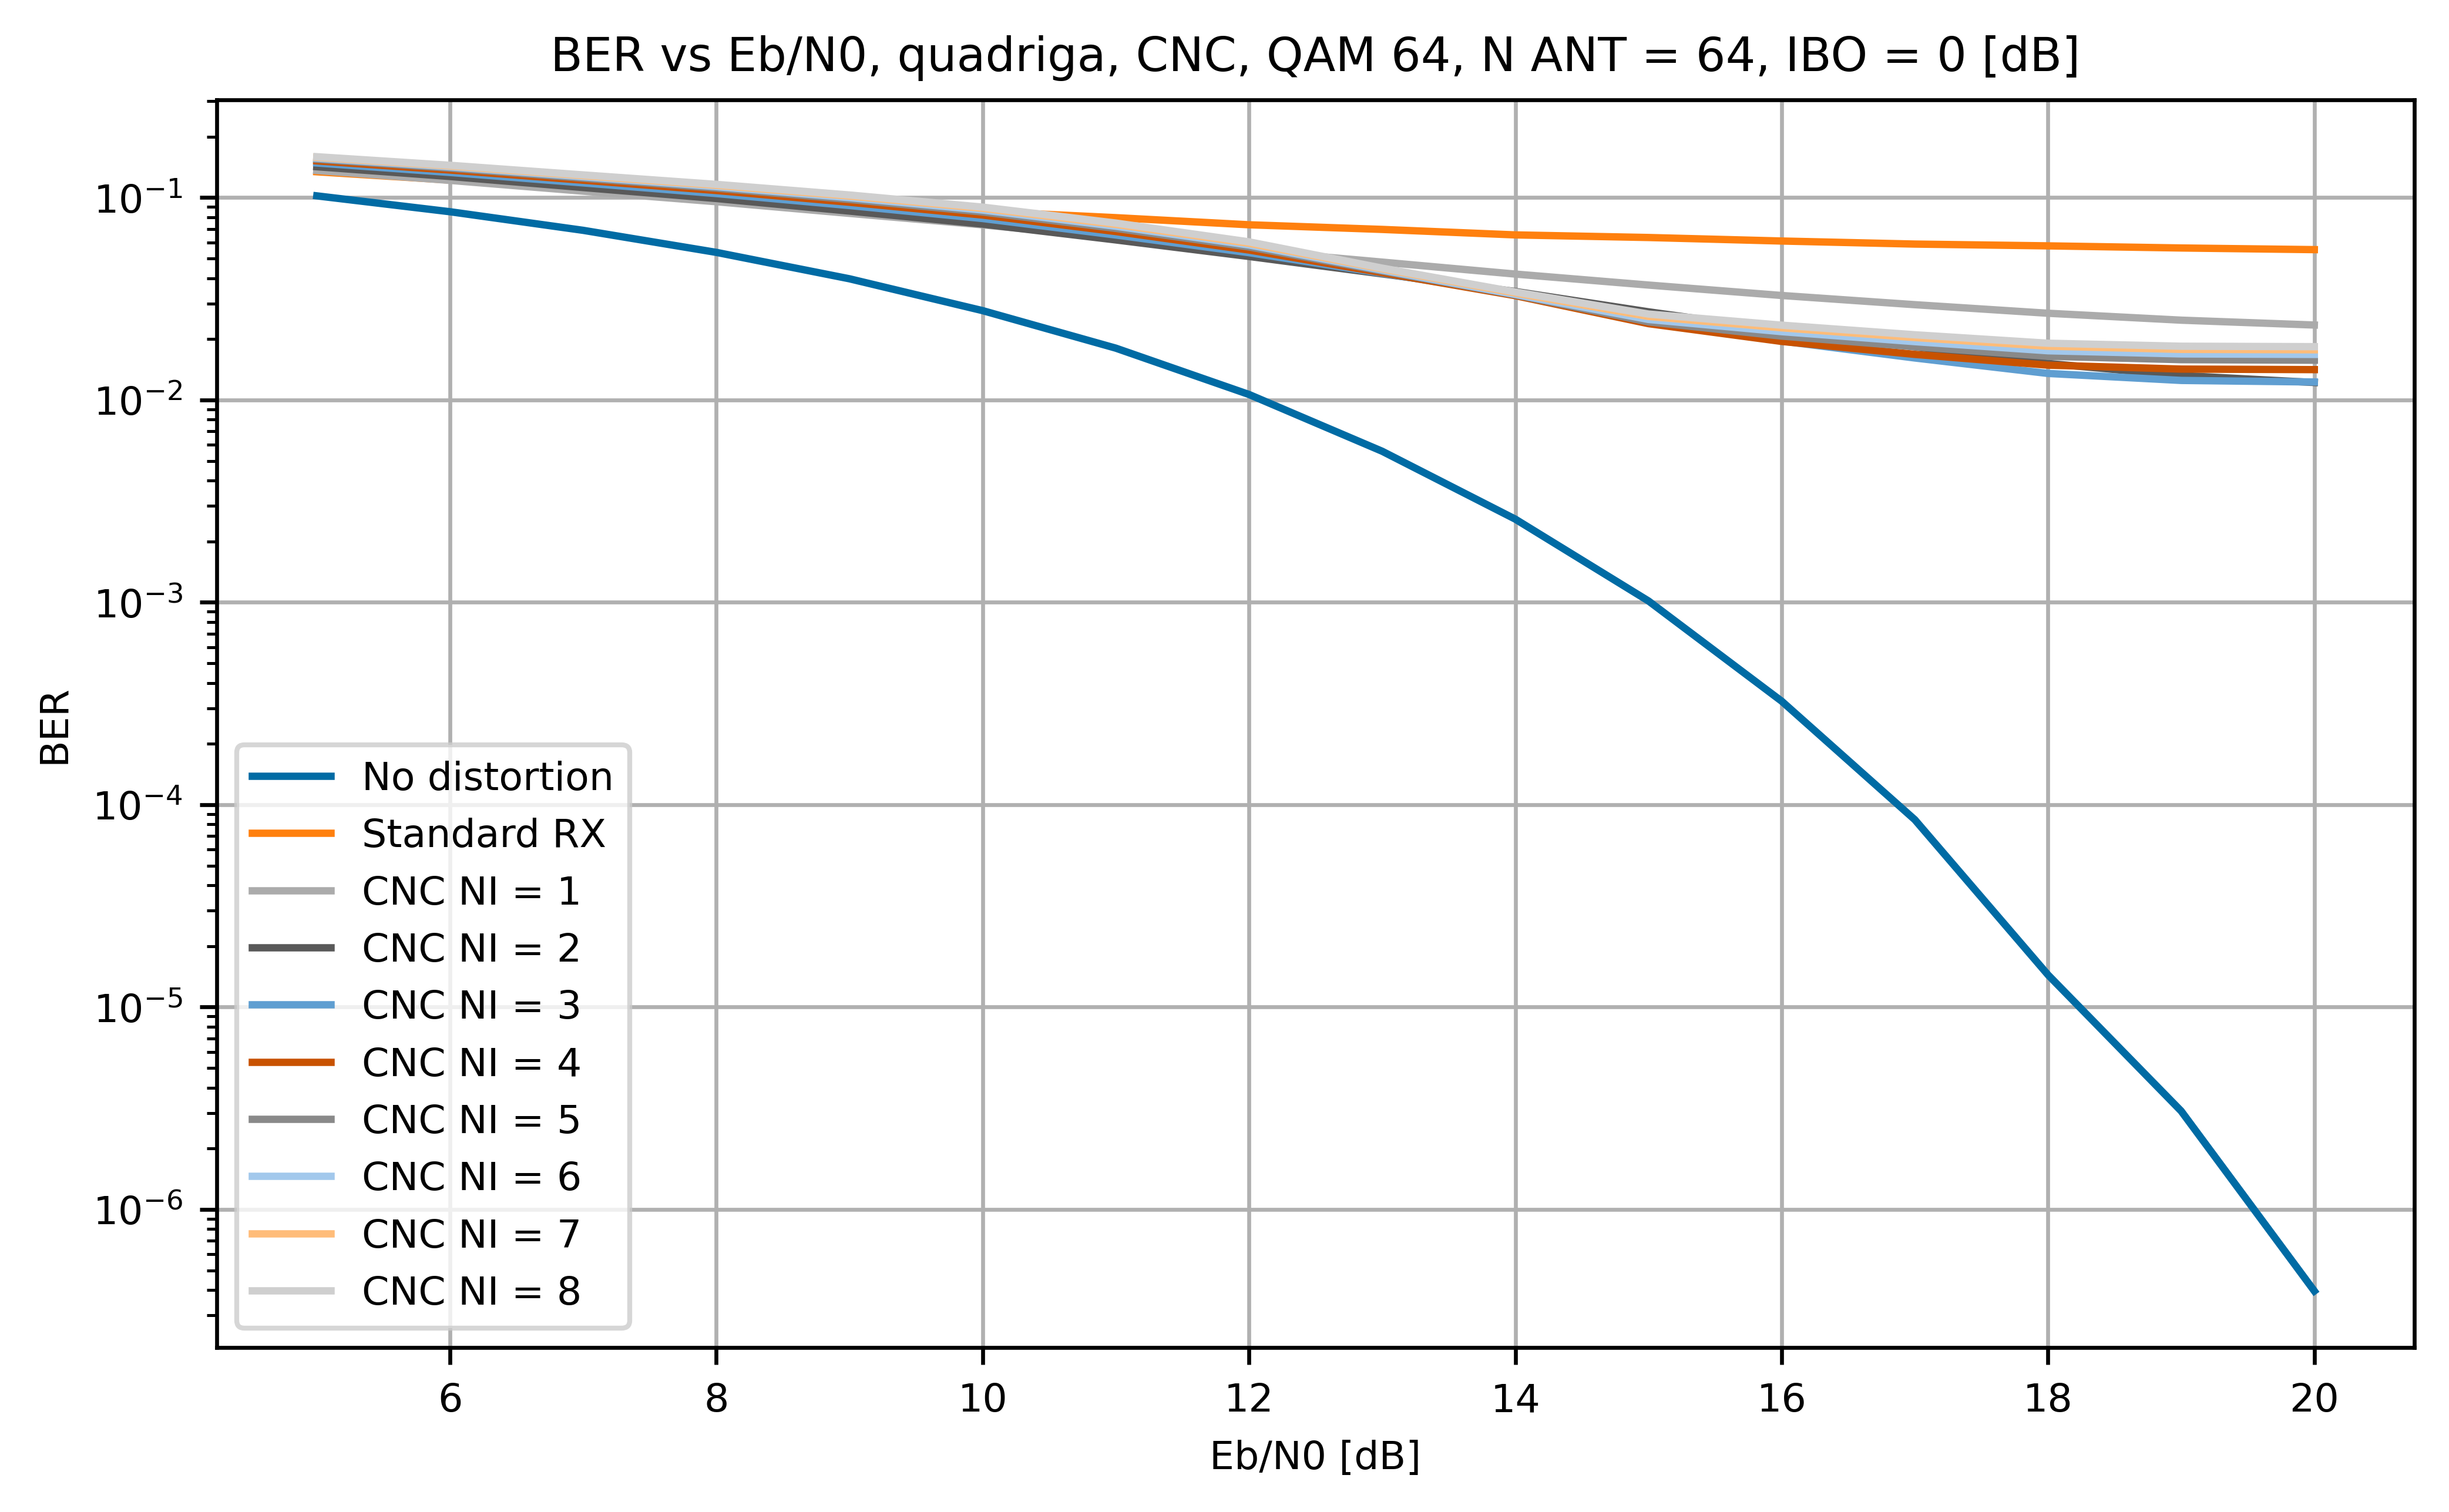 BER vs Eb/N0, quadriga, CNC, QAM 64, N ANT = 64, IBO = 0 [dB]
10⁻¹
10⁻²
10⁻³
10⁻⁴
10⁻⁵
10⁻⁶
BER
No distortion
Standard RX
CNC NI = 1
CNC NI = 2
CNC NI = 3
CNC NI = 4
CNC NI = 5
CNC NI = 6
CNC NI = 7
CNC NI = 8
6 8 10 12 14 16 18 20
Eb/N0 [dB]